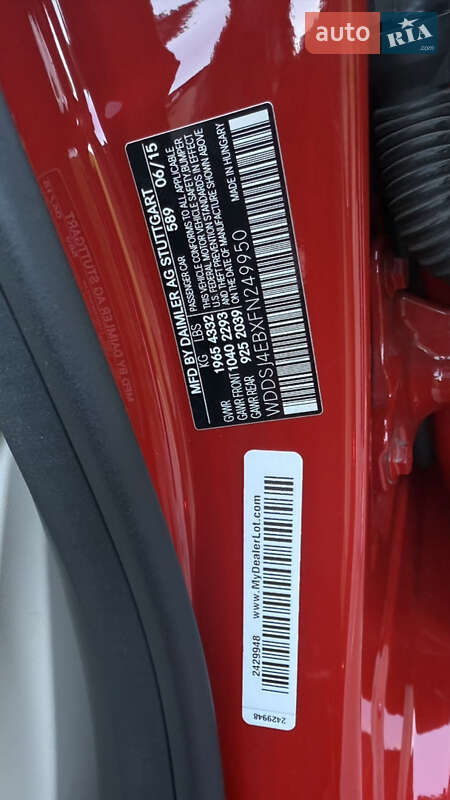 auto RIA .com
MFD BY DAIMLER AG STUTTGART
PASSENGER CAR 589 06/15
KG LBS
GVWR 1965 4332
GAWR FRONT 1040 2293
GAWR REAR 925 2039
THIS VEHICLE CONFORMS TO ALL APPLICABLE
U.S. FEDERAL MOTOR VEHICLE SAFETY, BUMPER
AND THEFT PREVENTION STANDARDS IN EFFECT
ON THE DATE OF MANUFACTURE SHOWN ABOVE
MADE IN HUNGARY
WDDSJ4EBXFN249950
2429948 www.MyDealerLot.com
2429948